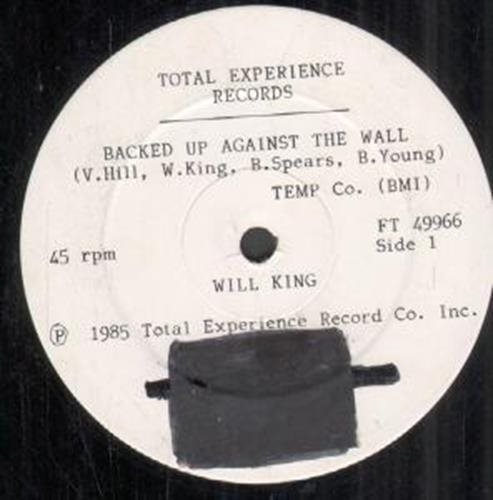 TOTAL EXPERIENCE
RECORDS
BACKED UP AGAINST THE WALL
(V.Hill, W.King, B.Spears, B.Young)
TEMP Co. (BMI)
FT 49966
45 rpm
Side 1
WILL KING
Ⓟ 1985 Total Experience Record Co. Inc.